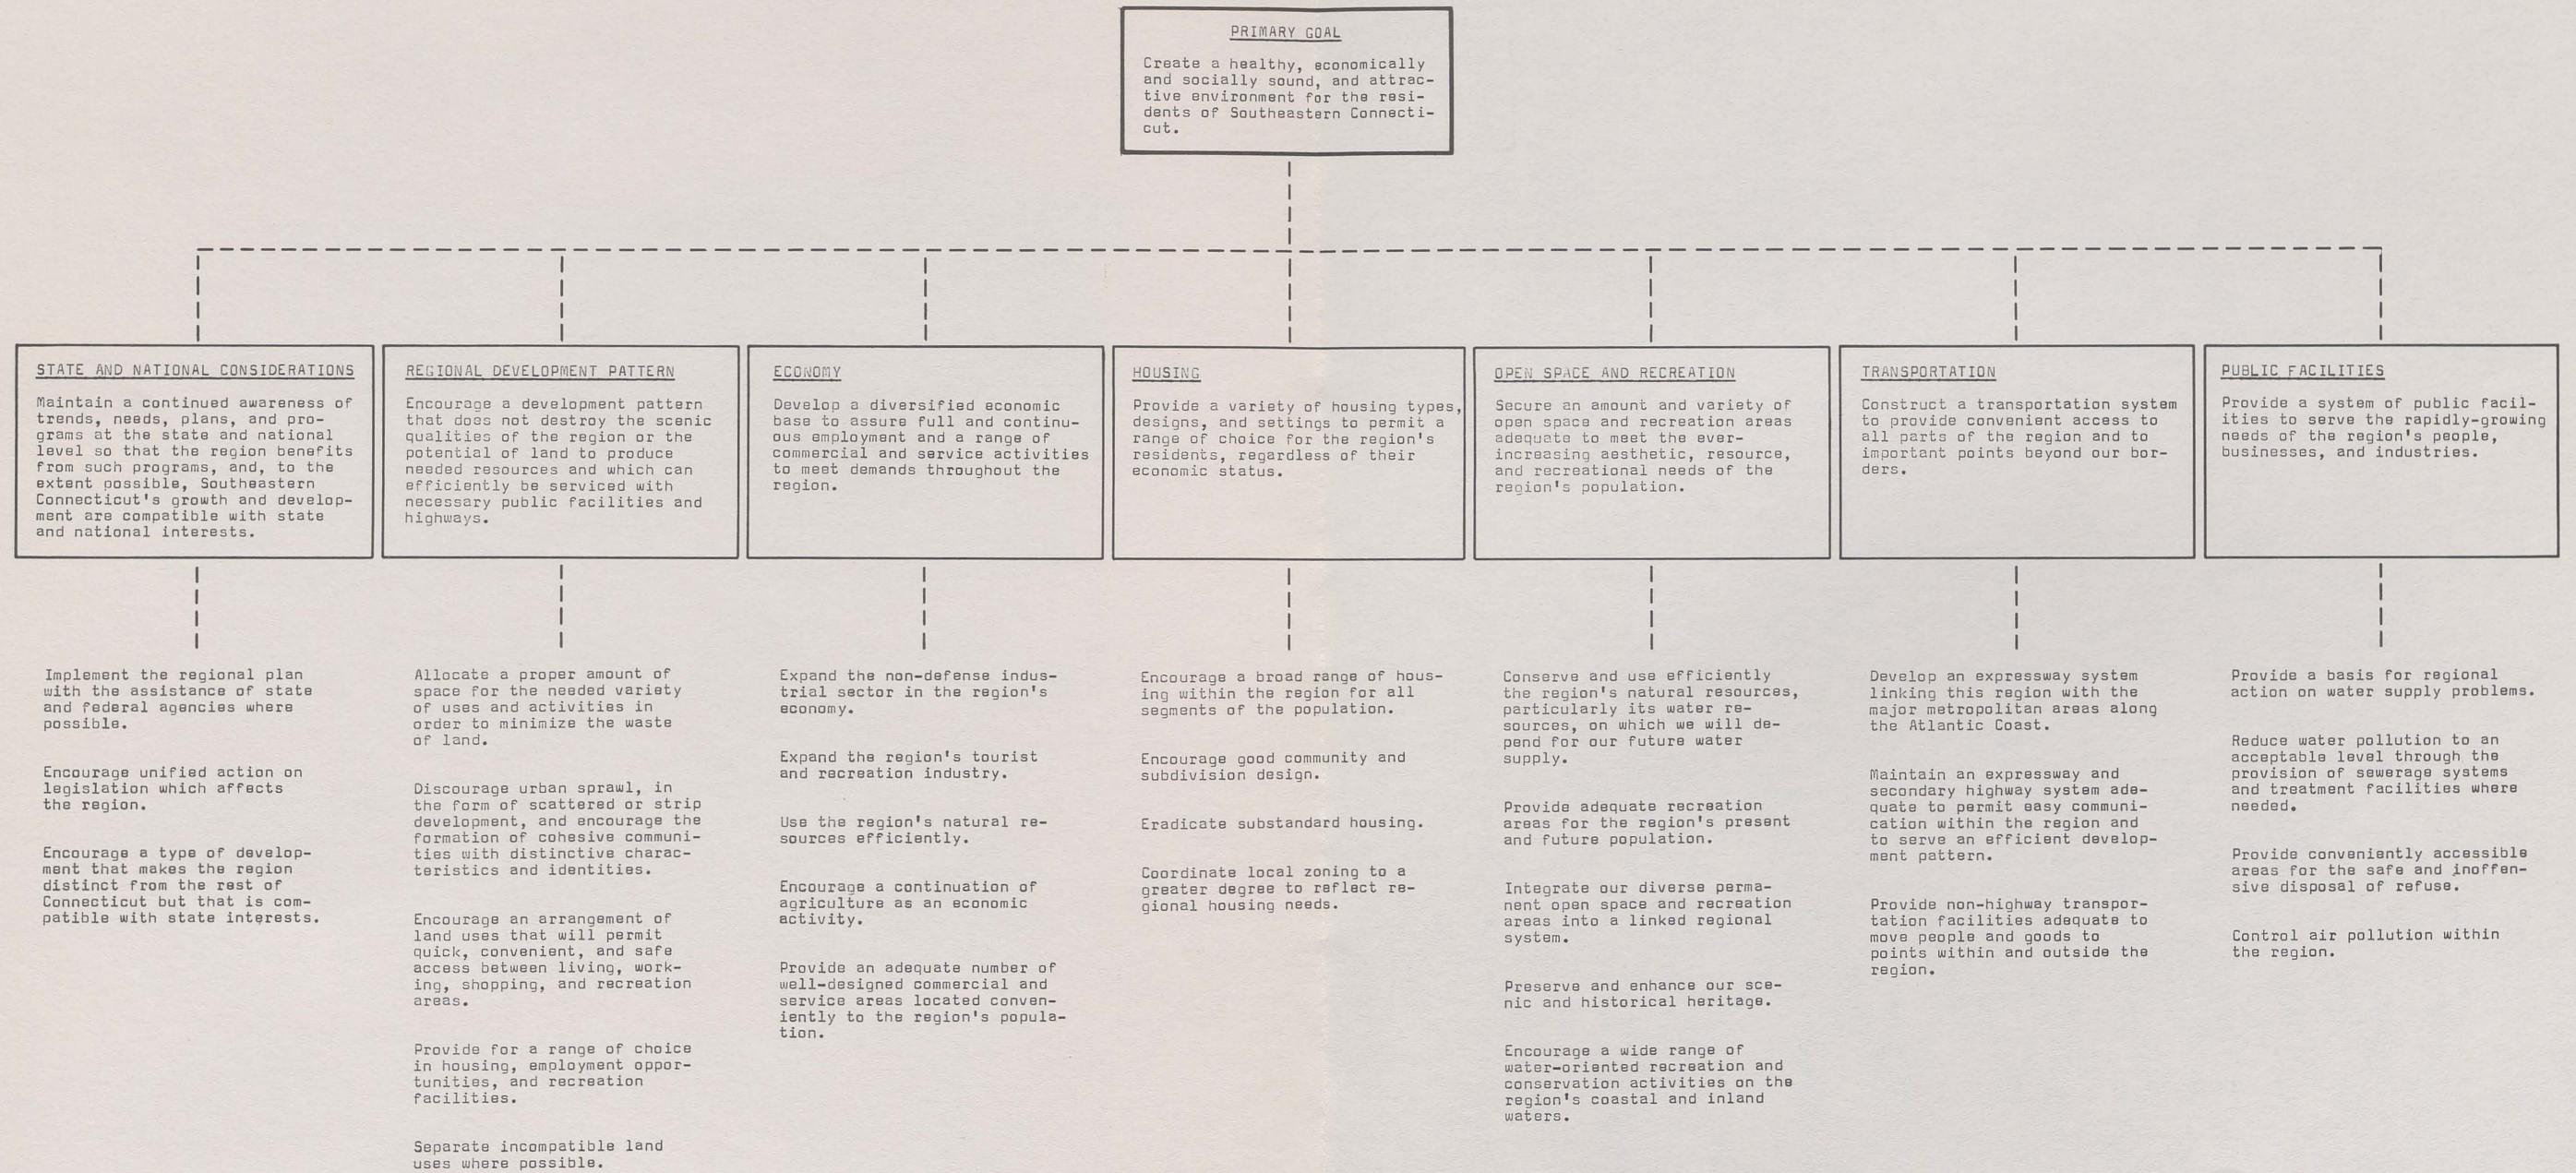 PRIMARY GOAL
Create a healthy, economically
and socially sound, and attrac-
tive environment for the resi-
dents of Southeastern Connecti-
cut.
STATE AND NATIONAL CONSIDERATIONS
Maintain a continued awareness of
trends, needs, plans, and pro-
grams at the state and national
level so that the region benefits
from such programs, and, to the
extent possible, Southeastern
Connecticut's growth and develop-
ment are compatible with state
and national interests.
REGIONAL DEVELOPMENT PATTERN
Encourage a development pattern
that does not destroy the scenic
qualities of the region or the
potential of land to produce
needed resources and which can
efficiently be serviced with
necessary public facilities and
highways.
ECONOMY
Develop a diversified economic
base to assure full and continu-
ous employment and a range of
commercial and service activities
to meet demands throughout the
region.
HOUSING
Provide a variety of housing types,
designs, and settings to permit a
range of choice for the region's
residents, regardless of their
economic status.
OPEN SPACE AND RECREATION
Secure an amount and variety of
open space and recreation areas
adequate to meet the ever-
increasing aesthetic, resource,
and recreational needs of the
region's population.
TRANSPORTATION
Construct a transportation system
to provide convenient access to
all parts of the region and to
important points beyond our bor-
ders.
PUBLIC FACILITIES
Provide a system of public facil-
ities to serve the rapidly-growing
needs of the region's people,
businesses, and industries.
Implement the regional plan
with the assistance of state
and federal agencies where
possible.
Encourage unified action on
legislation which affects
the region.
Encourage a type of develop-
ment that makes the region
distinct from the rest of
Connecticut but that is com-
patible with state interests.
Allocate a proper amount of
space for the needed variety
of uses and activities in
order to minimize the waste
of land.
Discourage urban sprawl, in
the form of scattered or strip
development, and encourage the
formation of cohesive communi-
ties with distinctive charac-
teristics and identities.
Encourage an arrangement of
land uses that will permit
quick, convenient, and safe
access between living, work-
ing, shopping, and recreation
areas.
Provide for a range of choice
in housing, employment oppor-
tunities, and recreation
facilities.
Separate incompatible land
uses where possible.
Expand the non-defense indus-
trial sector in the region's
economy.
Expand the region's tourist
and recreation industry.
Use the region's natural re-
sources efficiently.
Encourage a continuation of
agriculture as an economic
activity.
Provide an adequate number of
well-designed commercial and
service areas located conven-
iently to the region's popula-
tion.
Encourage a broad range of hous-
ing within the region for all
segments of the population.
Encourage good community and
subdivision design.
Eradicate substandard housing.
Coordinate local zoning to a
greater degree to reflect re-
gional housing needs.
Conserve and use efficiently
the region's natural resources,
particularly its water re-
sources, on which we will de-
pend for our future water
supply.
Provide adequate recreation
areas for the region's present
and future population.
Integrate our diverse perma-
nent open space and recreation
areas into a linked regional
system.
Preserve and enhance our sce-
nic and historical heritage.
Encourage a wide range of
water-oriented recreation and
conservation activities on the
region's coastal and inland
waters.
Develop an expressway system
linking this region with the
major metropolitan areas along
the Atlantic Coast.
Maintain an expressway and
secondary highway system ade-
quate to permit easy communi-
cation within the region and
to serve an efficient develop-
ment pattern.
Provide non-highway transpor-
tation facilities adequate to
move people and goods to
points within and outside the
region.
Provide a basis for regional
action on water supply problems.
Reduce water pollution to an
acceptable level through the
provision of sewerage systems
and treatment facilities where
needed.
Provide conveniently accessible
areas for the safe and inoffen-
sive disposal of refuse.
Control air pollution within
the region.